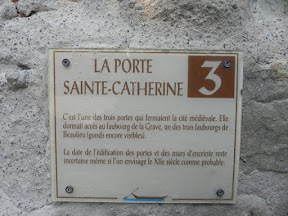 LA PORTE
SAINTE-CATHERINE
3
C'est l'une des trois portes qui fermaient la cité médiévale. Elle
donnait accès au faubourg de la Grave, un des trois faubourgs de
Beaulieu (gonds encore visibles).
La date de l'édification des portes et des murs d'enceinte reste
incertaine même si l'on envisage le XIIe siècle comme probable.